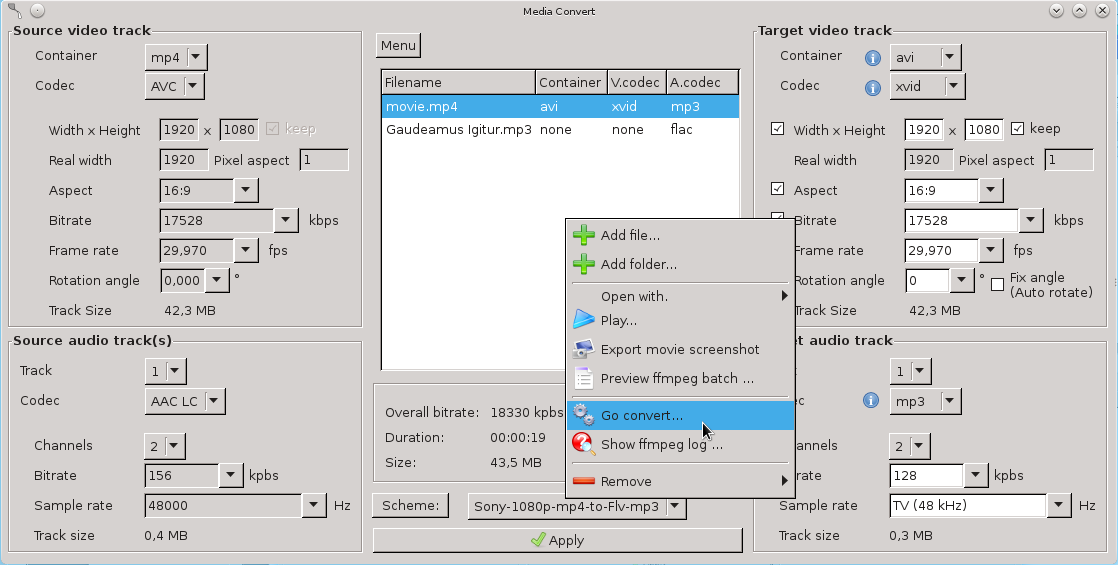 Media Convert
Source video track
Container mp4
Codec AVC
Width x Height 1920 x 1080 keep
Real width 1920 Pixel aspect 1
Aspect 16:9
Bitrate 17528 kbps
Frame rate 29,970 fps
Rotation angle 0,000 °
Track Size 42,3 MB
Source audio track(s)
Track 1
Codec AAC LC
Channels 2
Bitrate 156 kbps
Sample rate 48000 Hz
Track size 0,4 MB
Menu
Filename Container V.codec A.codec
movie.mp4 avi xvid mp3
Gaudeamus Igitur.mp3 none none flac
Add file...
Add folder...
Open with.
Play...
Export movie screenshot
Preview ffmpeg batch ...
Go convert...
Show ffmpeg log ...
Remove
Overall bitrate: 18330 kpbs
Duration: 00:00:19
Size: 43,5 MB
Scheme: Sony-1080p-mp4-to-Flv-mp3
Apply
Target video track
Container avi
Codec xvid
Width x Height 1920 x 1080 keep
Real width 1920 Pixel aspect 1
Aspect 16:9
Bitrate 17528 kbps
Frame rate 29,970 fps
Rotation angle 0 ° Fix angle
(Auto rotate)
Track Size 42,3 MB
et audio track
1
ec mp3
2
rate 128 kbps
Sample rate TV (48 kHz) Hz
Track size 0,3 MB